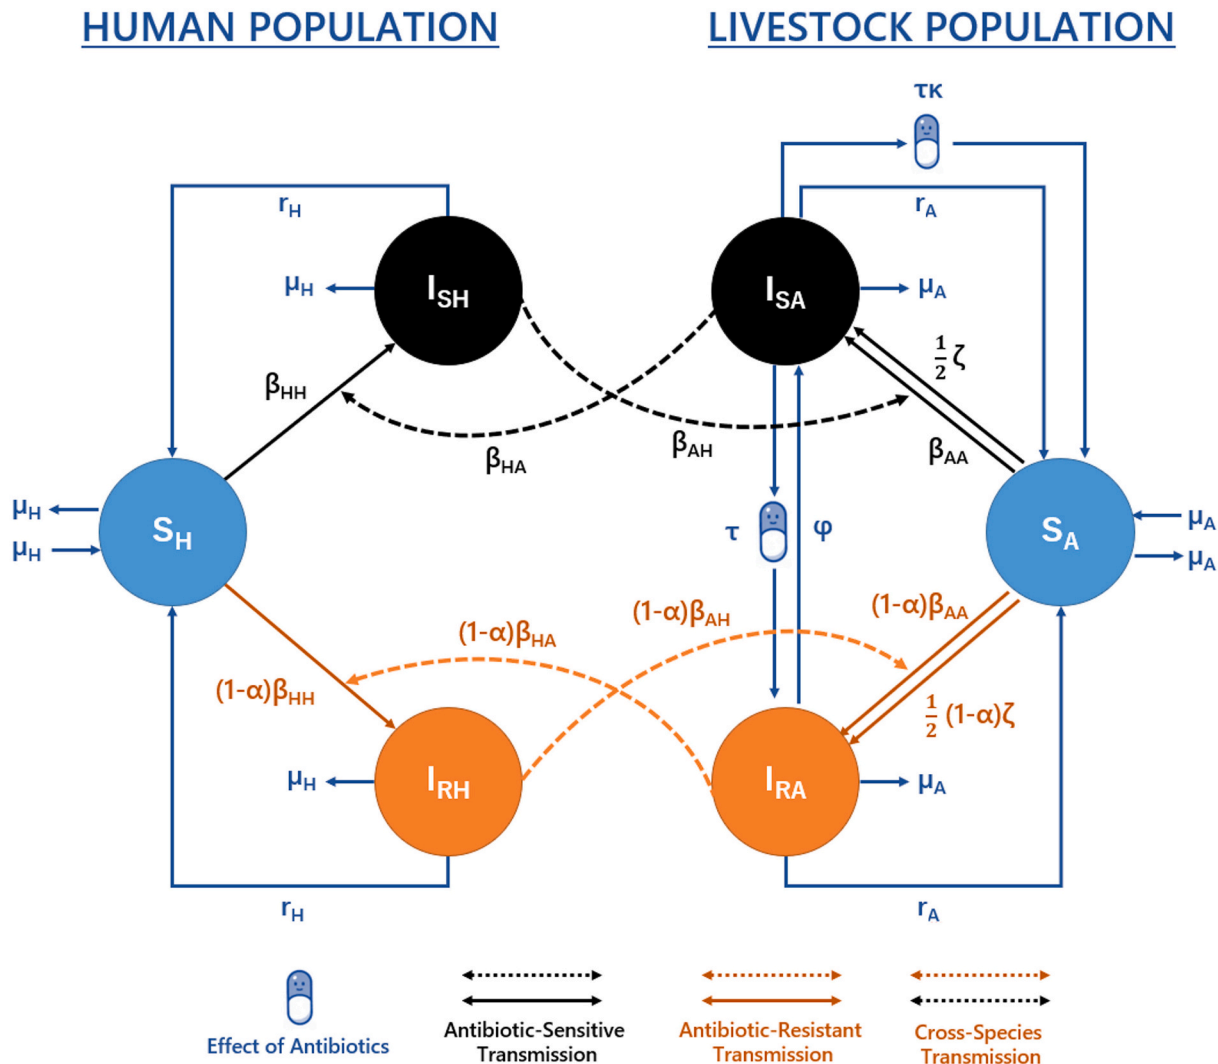 HUMAN POPULATION
LIVESTOCK POPULATION
τκ
r_H
r_A
I_SH
I_SA
μ_H
μ_A
β_HH
β_HA
β_AH
1/2 ζ
β_AA
μ_H
μ_H
S_H
τ
φ
S_A
μ_A
μ_A
(1-α)β_HH
(1-α)β_HA
(1-α)β_AH
(1-α)β_AA
1/2 (1-α)ζ
μ_H
I_RH
I_RA
μ_A
r_H
r_A
Effect of Antibiotics
Antibiotic-Sensitive
Transmission
Antibiotic-Resistant
Transmission
Cross-Species
Transmission